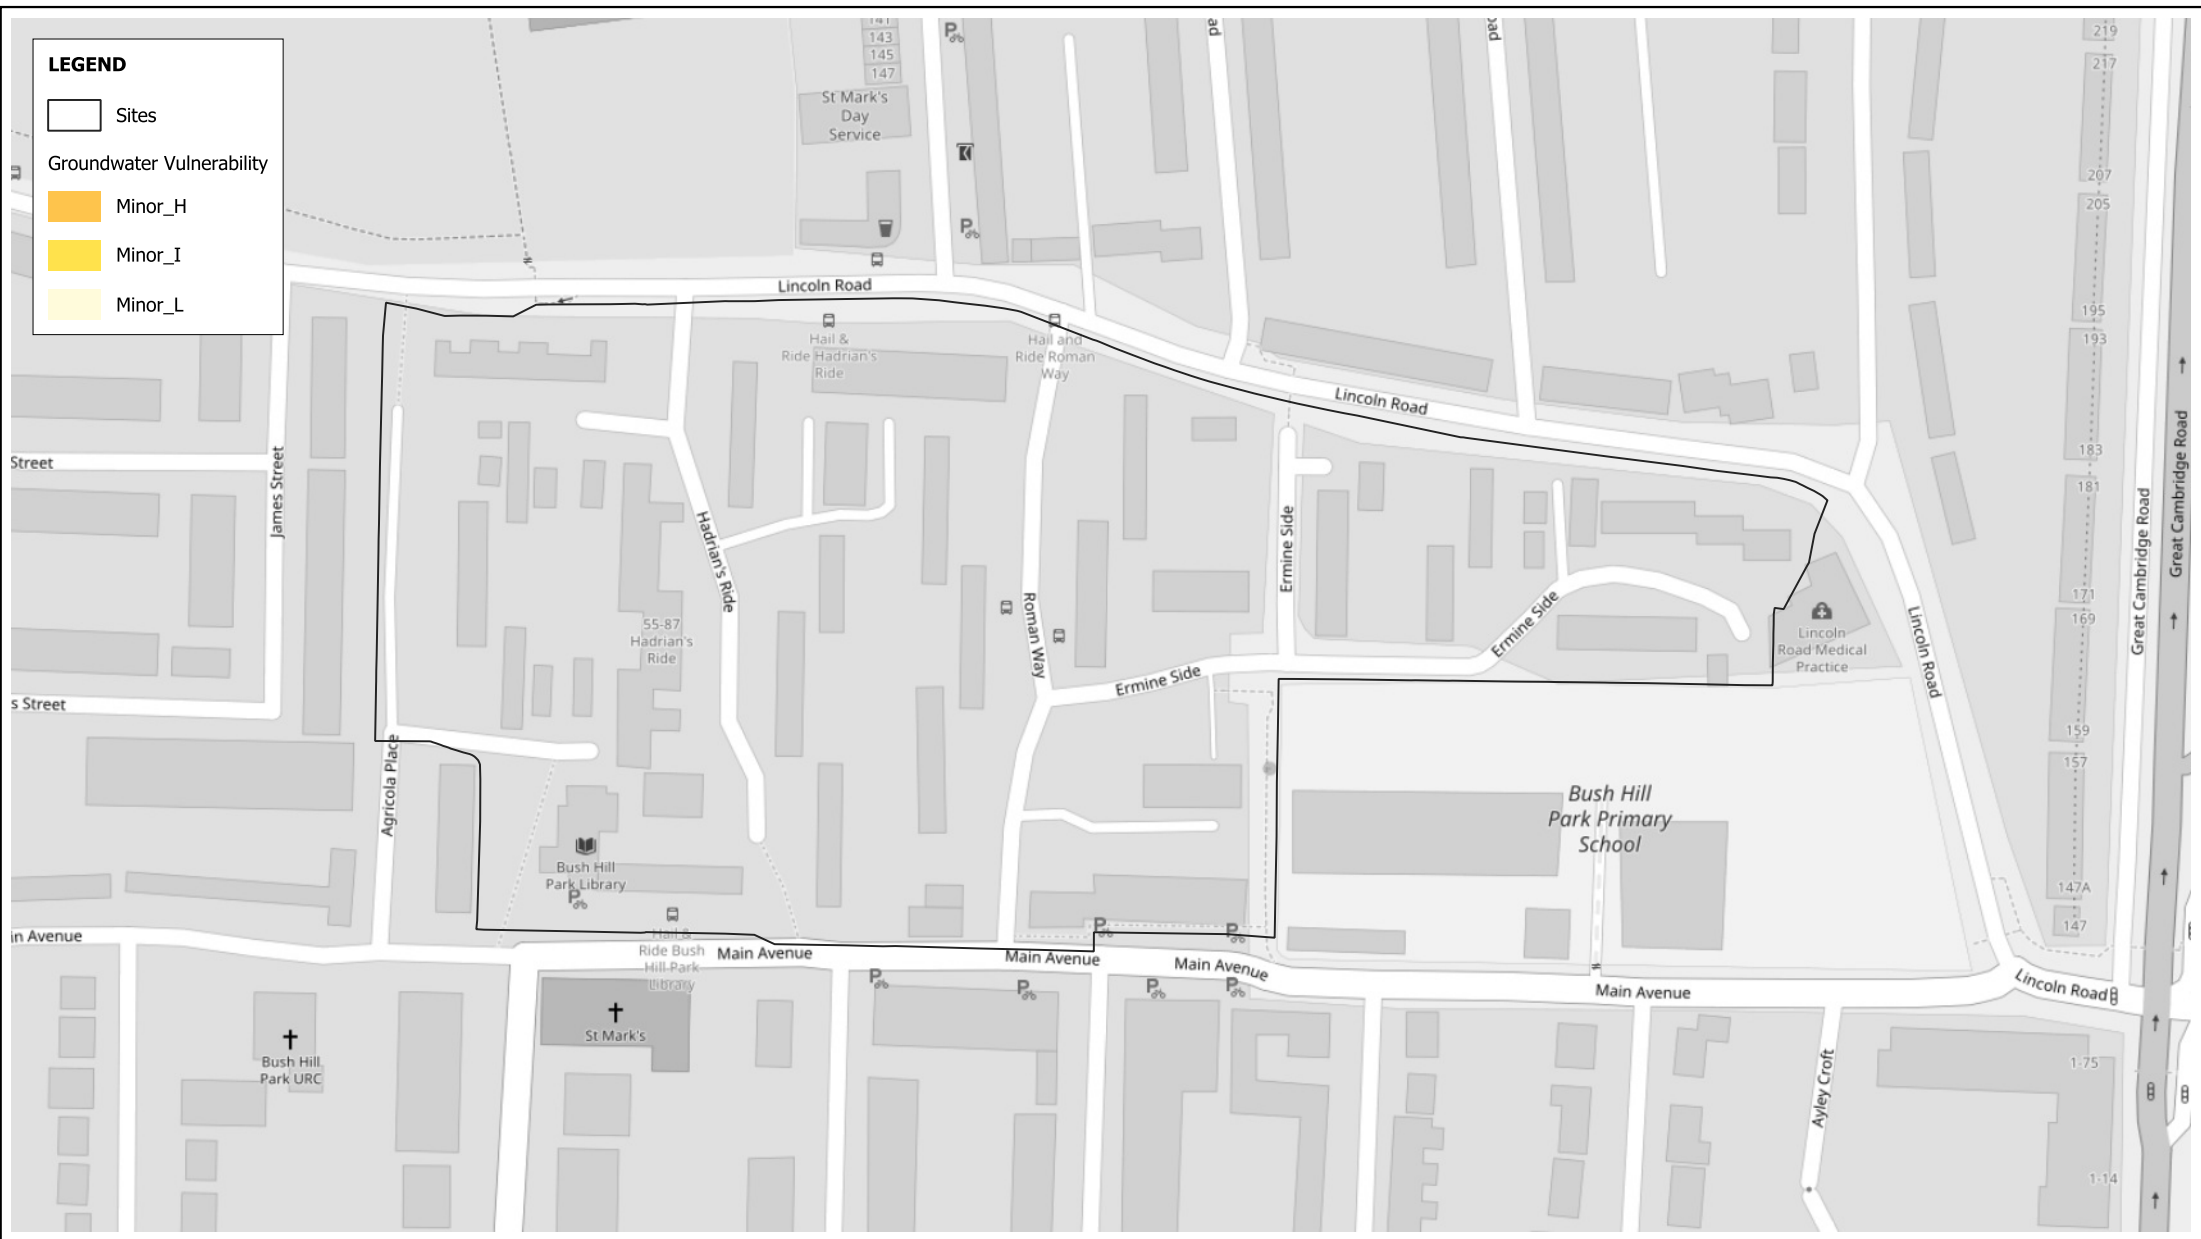 LEGEND
Sites
Groundwater Vulnerability
Minor_H
Minor_I
Minor_L
143
145
147
St Mark's
Day
Service
ad
219
217
207
205
195
193
183
181
171
169
159
157
147A
147
Lincoln Road
Hail &
Ride Hadrian's
Ride
Hail and
Ride Roman
Way
Lincoln Road
Street
James Street
Hadrian's Ride
55-87
Hadrian's
Ride
Roman Way
Ermine Side
Ermine Side
Ermine Side
Lincoln
Road Medical
Practice
Lincoln Road
Great Cambridge Road
Great Cambridge Road
s Street
Agricola Place
Bush Hill
Park Primary
School
Bush Hill
Park Library
in Avenue
Hail &
Ride Bush
Hill Park
Library
Main Avenue
Main Avenue
Main Avenue
Main Avenue
Lincoln Road
St Mark's
Bush Hill
Park URC
Ayley Croft
1-75
1-14